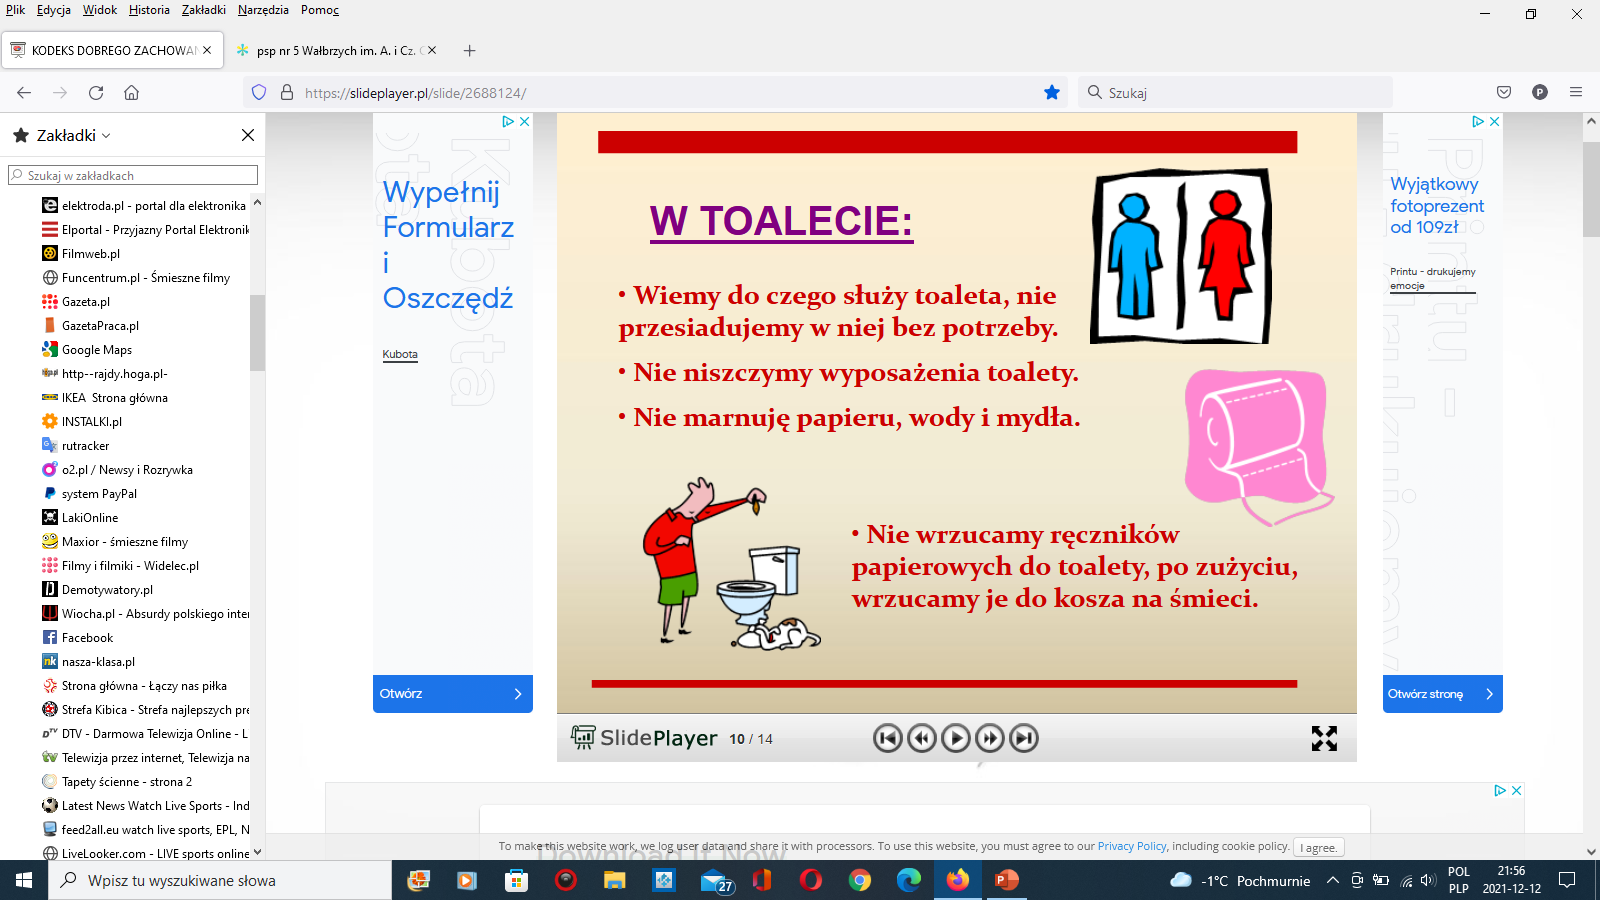 Plik Edycja Widok Historia Zakładki Narzędzia Pomoc
KODEKS DOBREGO ZACHOWAN
psp nr 5 Wałbrzych im. A. i Cz.
https://slideplayer.pl/slide/2688124/
Szukaj
P
Zakładki
Szukaj w zakładkach
elektroda.pl - portal dla elektronika
Elportal - Przyjazny Portal Elektronik
Filmweb.pl
Funcentrum.pl - Śmieszne filmy
Gazeta.pl
GazetaPraca.pl
Google Maps
http--rajdy.hoga.pl-
IKEA Strona główna
INSTALKI.pl
rutracker
o2.pl / Newsy i Rozrywka
system PayPal
LakiOnline
Maxior - śmieszne filmy
Filmy i filmiki - Widelec.pl
Demotywatory.pl
Wiocha.pl - Absurdy polskiego inter
Facebook
nasza-klasa.pl
Strona główna - Łączy nas piłka
Strefa Kibica - Strefa najlepszych pre
DTV - Darmowa Telewizja Online - L
Telewizja przez internet, Telewizja na
Tapety ścienne - strona 2
Latest News Watch Live Sports - Ind
feed2all.eu watch live sports, EPL, N
LiveLooker.com - LIVE sports online
Wypełnij
Formularz
i
Oszczędź
Kubota
Kubota
Otwórz
W TOALECIE:
• Wiemy do czego służy toaleta, nie
przesiadujemy w niej bez potrzeby.
• Nie niszczymy wyposażenia toalety.
• Nie marnuję papieru, wody i mydła.
• Nie wrzucamy ręczników
papierowych do toalety, po zużyciu,
wrzucamy je do kosza na śmieci.
SlidePlayer 10 / 14
Wyjątkowy
fotoprezent
od 109zł
Printu - drukujemy
emocje
Printu -
Otwórz stronę
Download It Now
To make this website work, we log user data and share it with processors. To use this website, you must agree to our Privacy Policy, including cookie policy.
I agree.
Wpisz tu wyszukiwane słowa
27
-1°C Pochmurnie
POL
PLP
21:56
2021-12-12